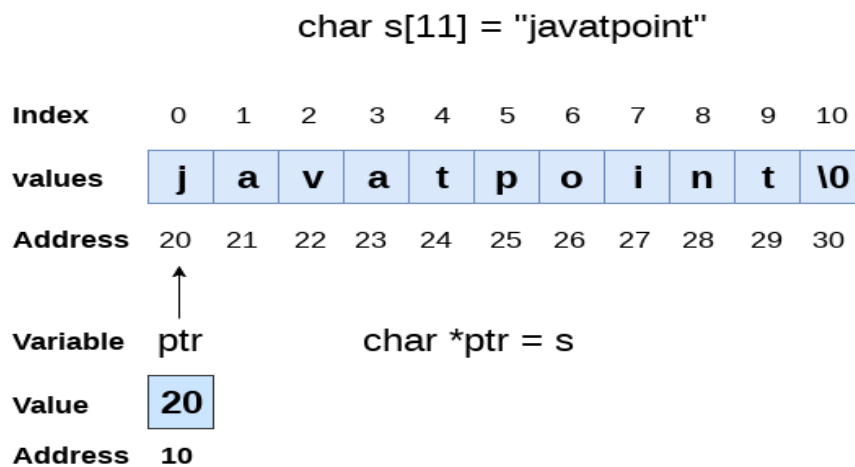 char s[11] = "javatpoint"
Index 0 1 2 3 4 5 6 7 8 9 10
values j a v a t p o i n t \0
Address 20 21 22 23 24 25 26 27 28 29 30
Variable ptr char *ptr = s
Value 20
Address 10